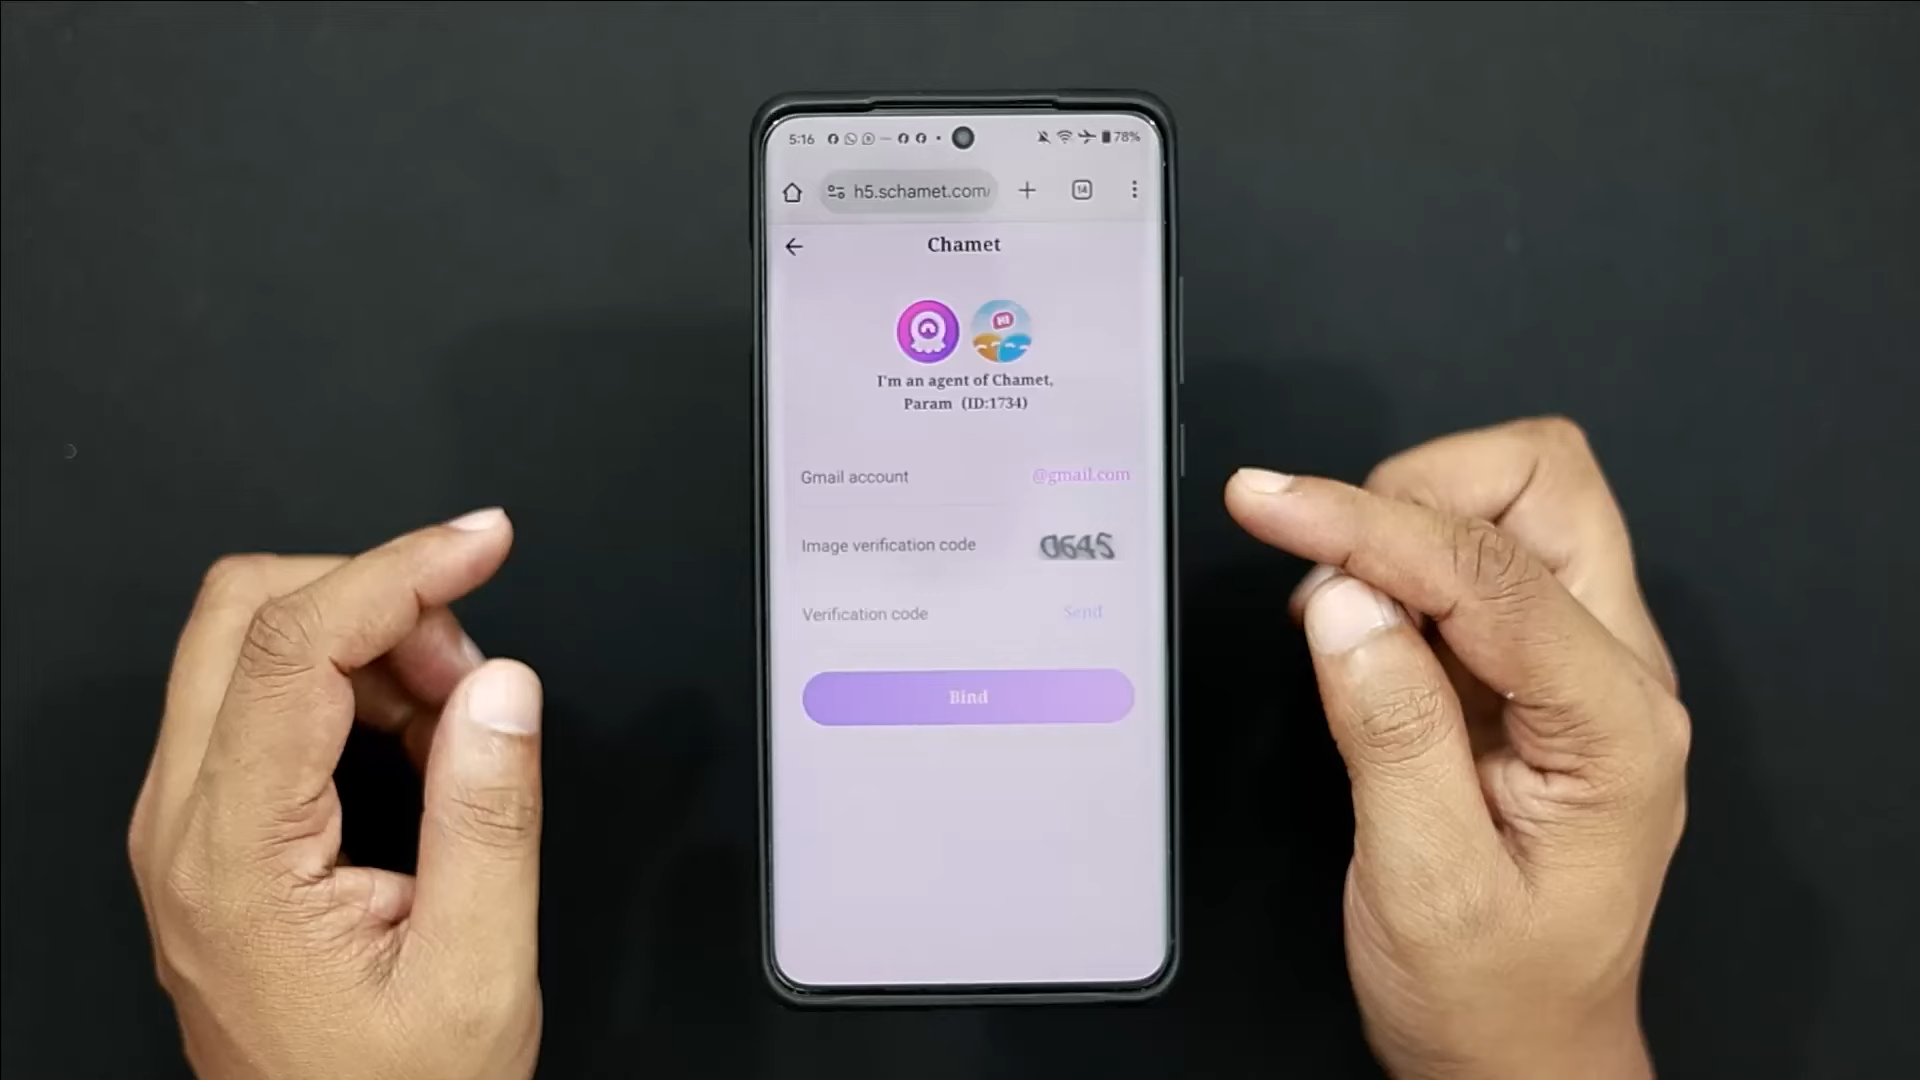 5:16 78%
h5.schamet.com/ 14
Chamet
HI
I'm an agent of Chamet,
Param (ID:1734)
Gmail account @gmail.com
Image verification code 0645
Verification code Send
Bind